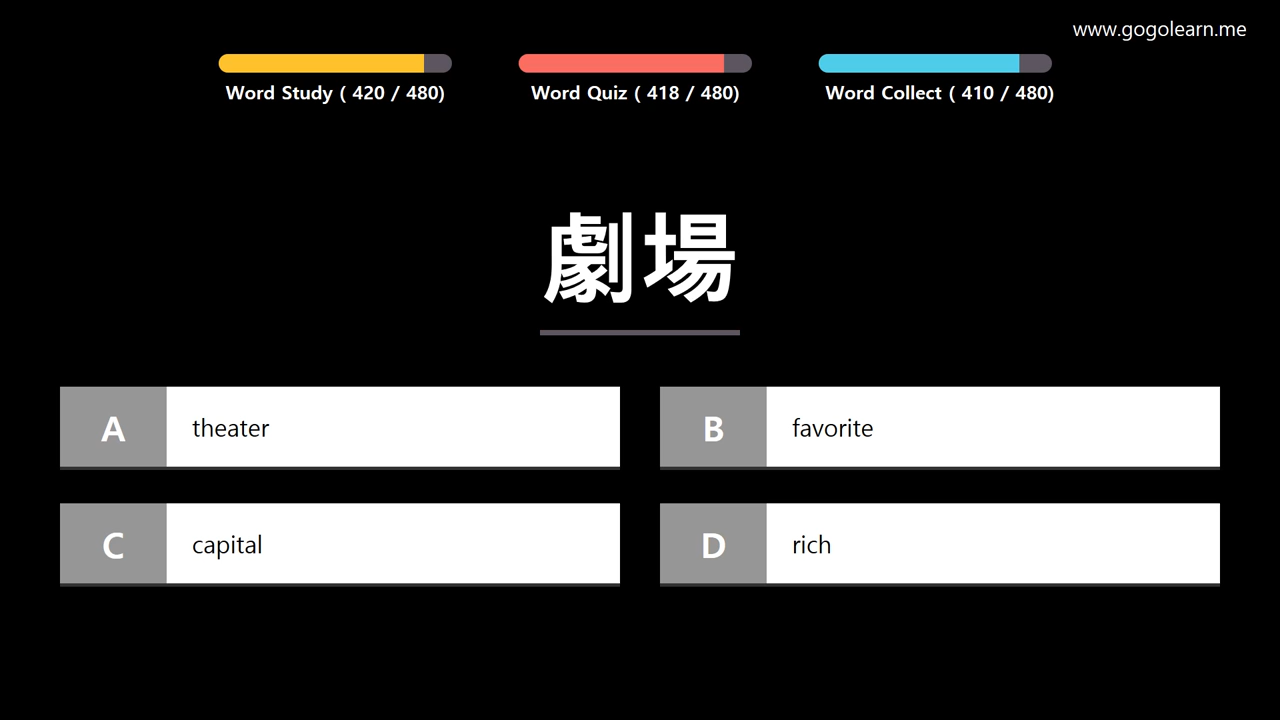 www.gogolearn.me
Word Study ( 420 / 480)
Word Quiz ( 418 / 480)
Word Collect ( 410 / 480)
劇場
A theater
B favorite
C capital
D rich